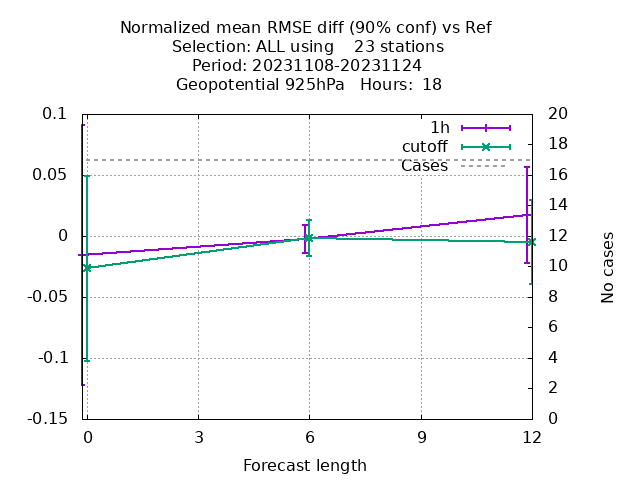 Normalized mean RMSE diff (90% conf) vs Ref
Selection: ALL using    23 stations
Period: 20231108-20231124
Geopotential 925hPa   Hours:  18
0.1
0.05
0
-0.05
-0.1
-0.15
20
18
16
14
12
10
8
6
4
2
0
1h
cutoff
Cases
No cases
0
3
6
9
12
Forecast length